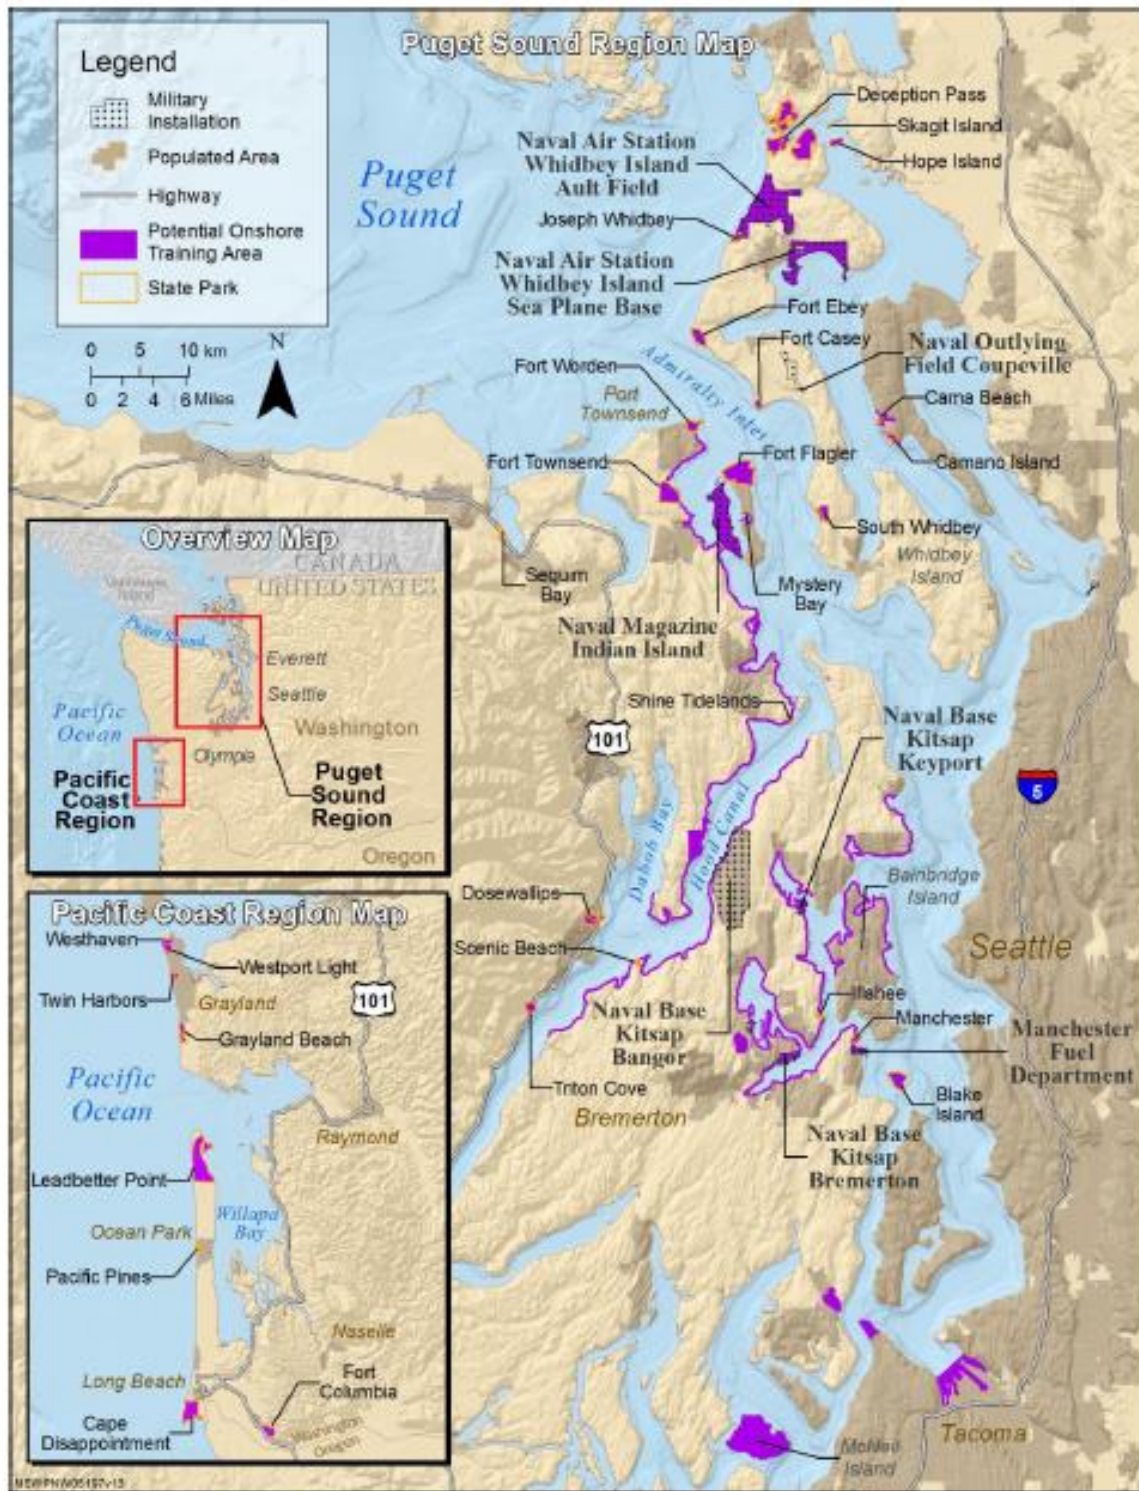 Puget Sound Region Map
Legend
Military
Installation
Populated Area
Highway
Potential Onshore
Training Area
State Park
0 5 10 km
0 2 4 6 Miles
N
Puget
Sound
Deception Pass
Skagit Island
Hope Island
Naval Air Station
Whidbey Island
Ault Field
Joseph Whidbey
Naval Air Station
Whidbey Island
Sea Plane Base
Fort Ebey
Fort Casey
Naval Outlying
Field Coupeville
Admiralty Inlet
Fort Worden
Port
Townsend
Cama Beach
Camano Island
Fort Townsend
Fort Flagler
South Whidbey
Whidbey
Island
Sequim
Bay
Mystery
Bay
Naval Magazine
Indian Island
Shine Tidelands
101
Naval Base
Kitsap
Keyport
5
Dabob Bay
Hood Canal
Bainbridge
Island
Dosewallips
Scenic Beach
Seattle
Illahee
Manchester
Naval Base
Kitsap
Bangor
Manchester
Fuel
Department
Triton Cove
Bremerton
Blake
Island
Naval Base
Kitsap
Bremerton
Tacoma
McNeil
Island
Overview Map
CANADA
UNITED STATES
Vancouver
Island
Puget Sound
Everett
Seattle
Pacific
Ocean
Washington
Olympia
Pacific
Coast
Region
Puget
Sound
Region
Oregon
Pacific Coast Region Map
Westhaven
Westport Light
Twin Harbors
Grayland
101
Grayland Beach
Pacific
Ocean
Raymond
Leadbetter Point
Willapa
Bay
Ocean Park
Pacific Pines
Naselle
Long Beach
Fort
Columbia
Cape
Disappointment
Washington
Oregon